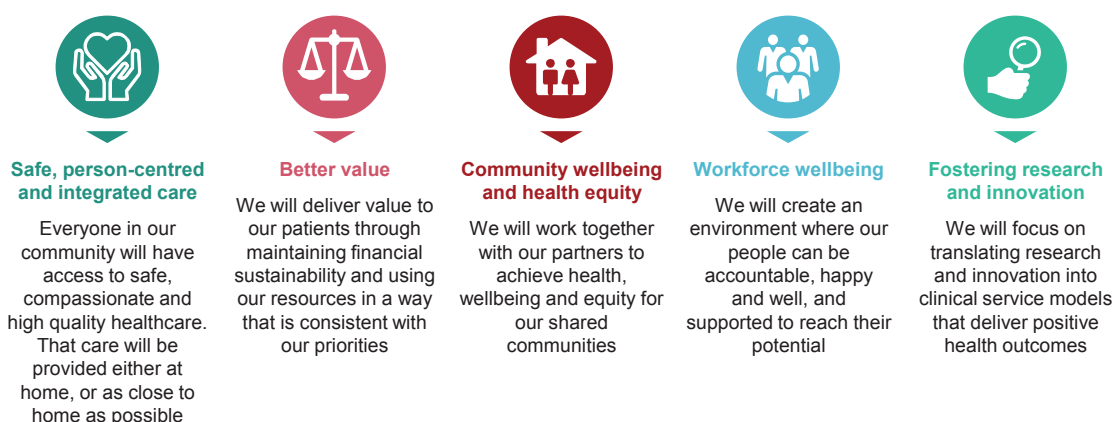 Safe, person-centred
and integrated care
Everyone in our
community will have
access to safe,
compassionate and
high quality healthcare.
That care will be
provided either at
home, or as close to
home as possible
Better value
We will deliver value to
our patients through
maintaining financial
sustainability and using
our resources in a way
that is consistent with
our priorities
Community wellbeing
and health equity
We will work together
with our partners to
achieve health,
wellbeing and equity for
our shared
communities
Workforce wellbeing
We will create an
environment where our
people can be
accountable, happy
and well, and
supported to reach their
potential
Fostering research
and innovation
We will focus on
translating research
and innovation into
clinical service models
that deliver positive
health outcomes